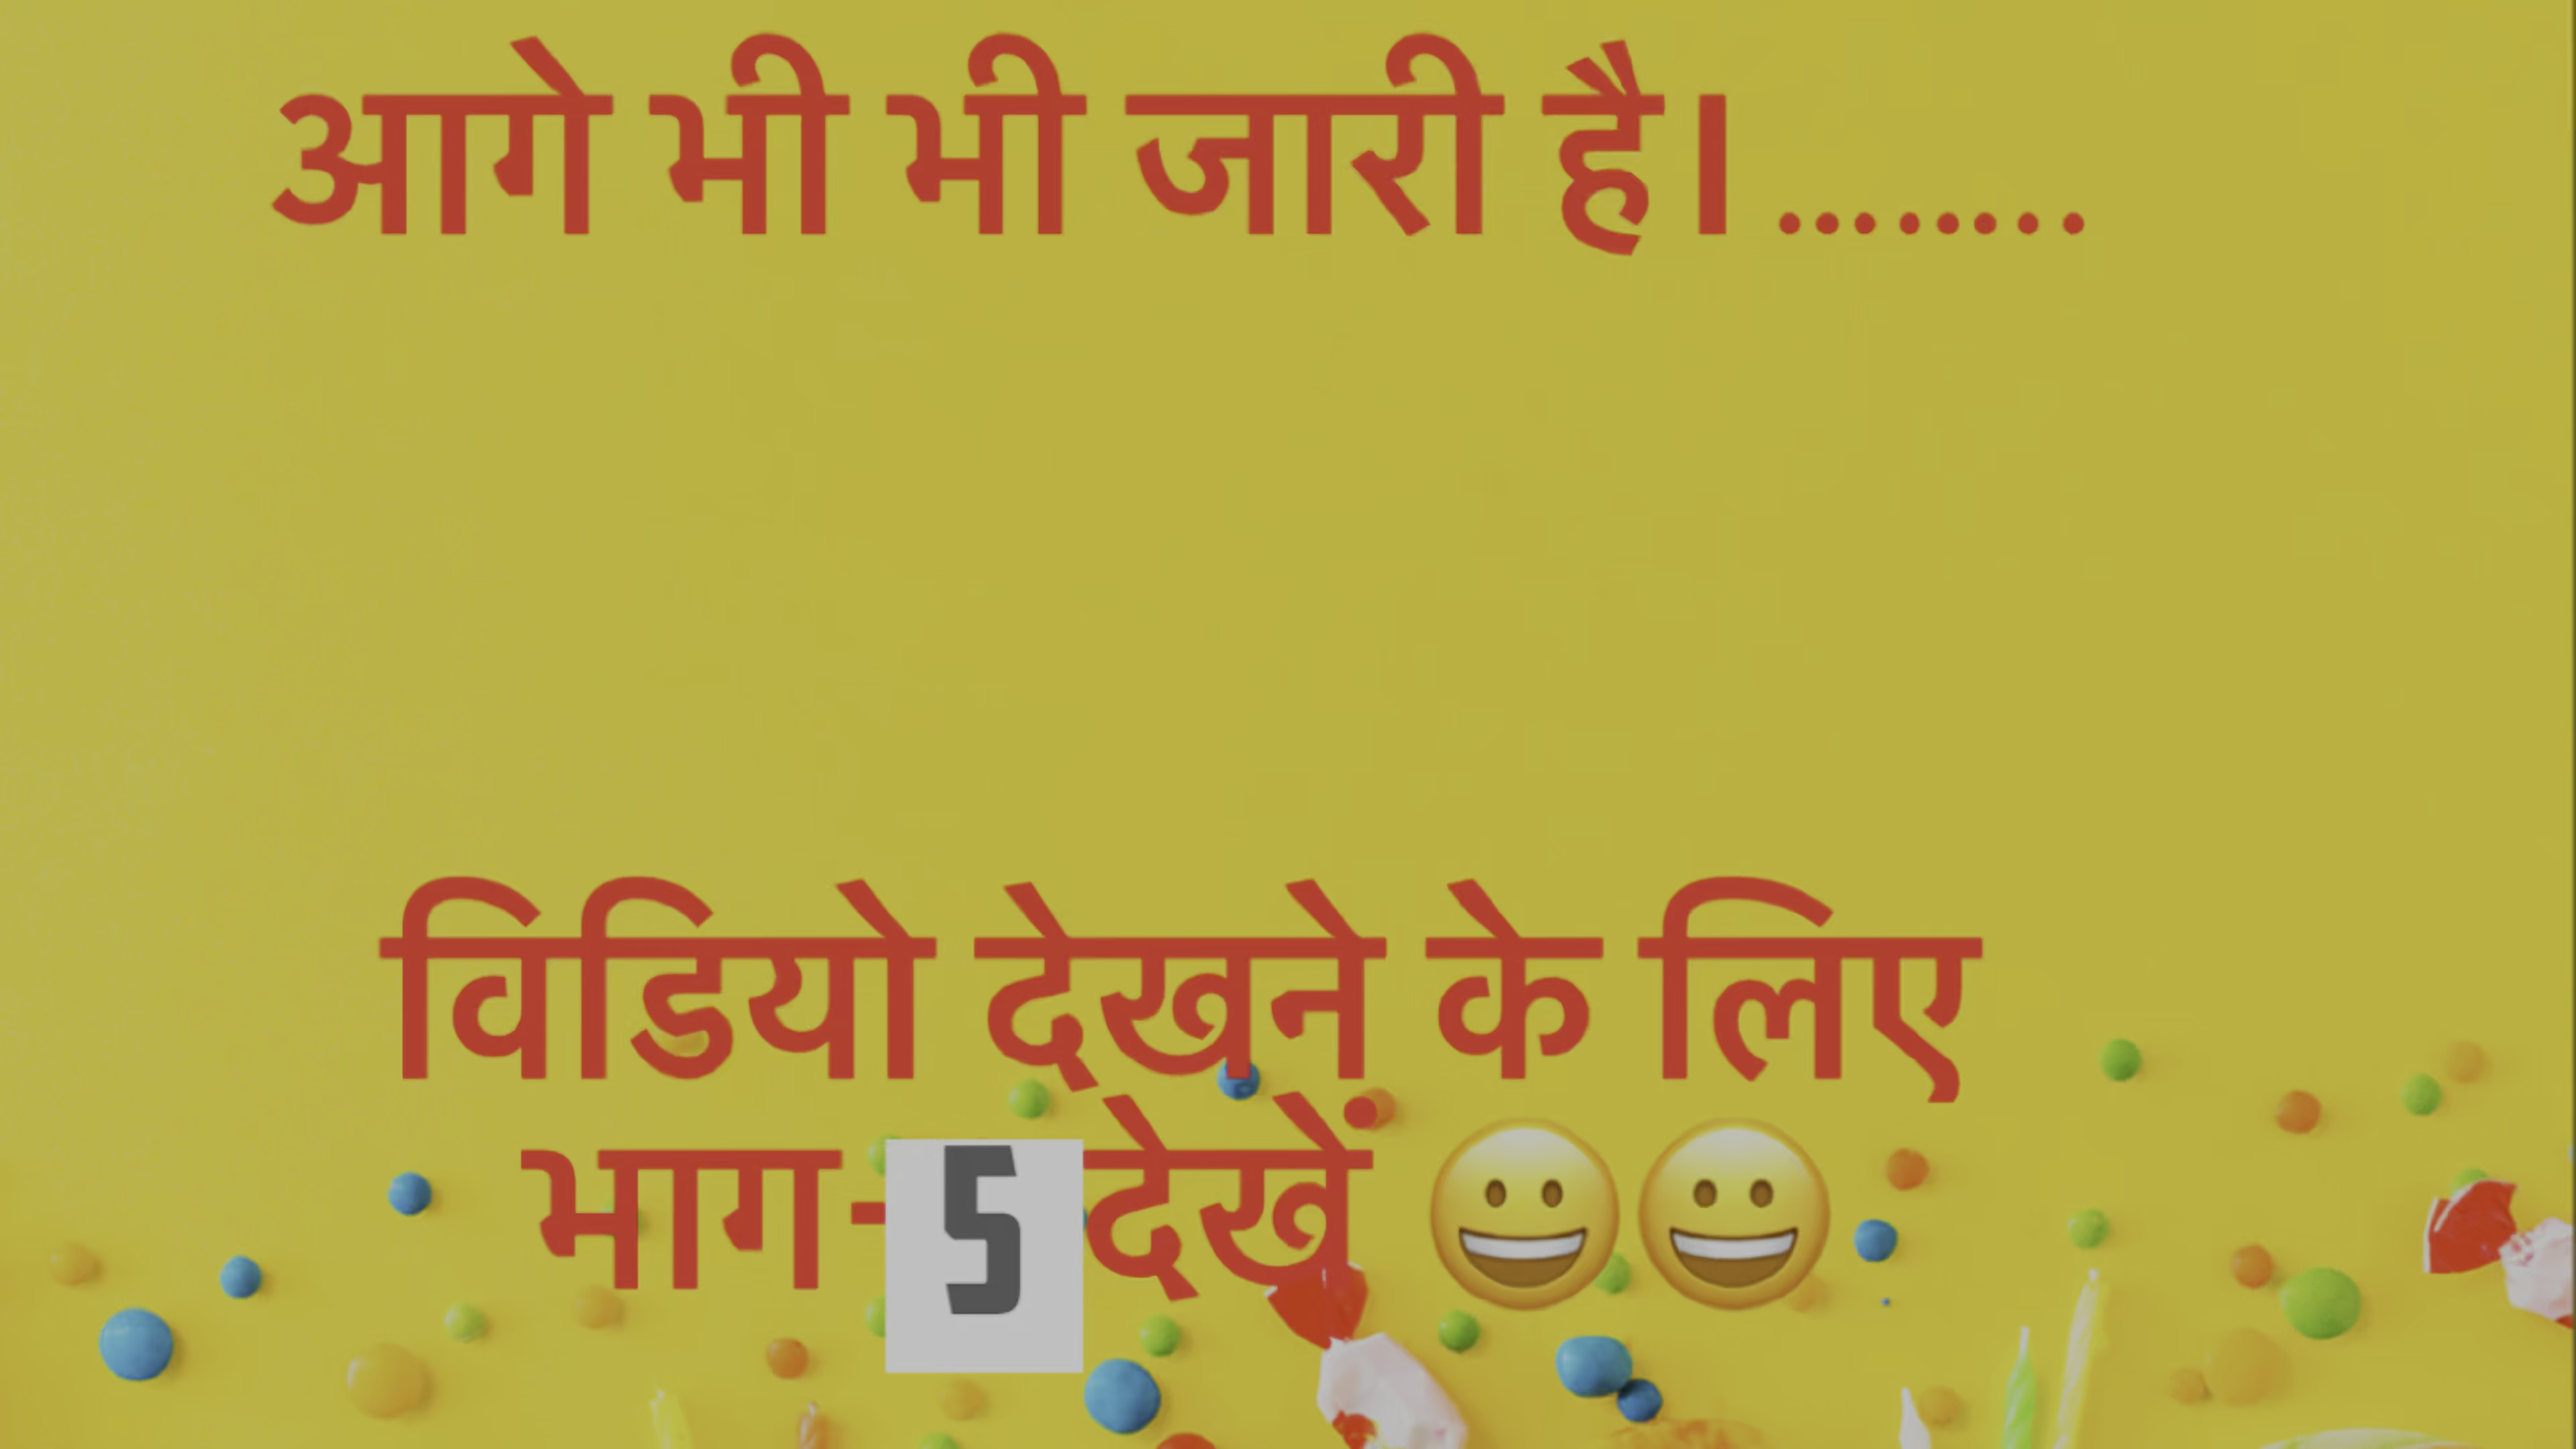 आगे भी भी जारी है।........
विडियो देखने के लिए
भाग-5 देखें 😀😀